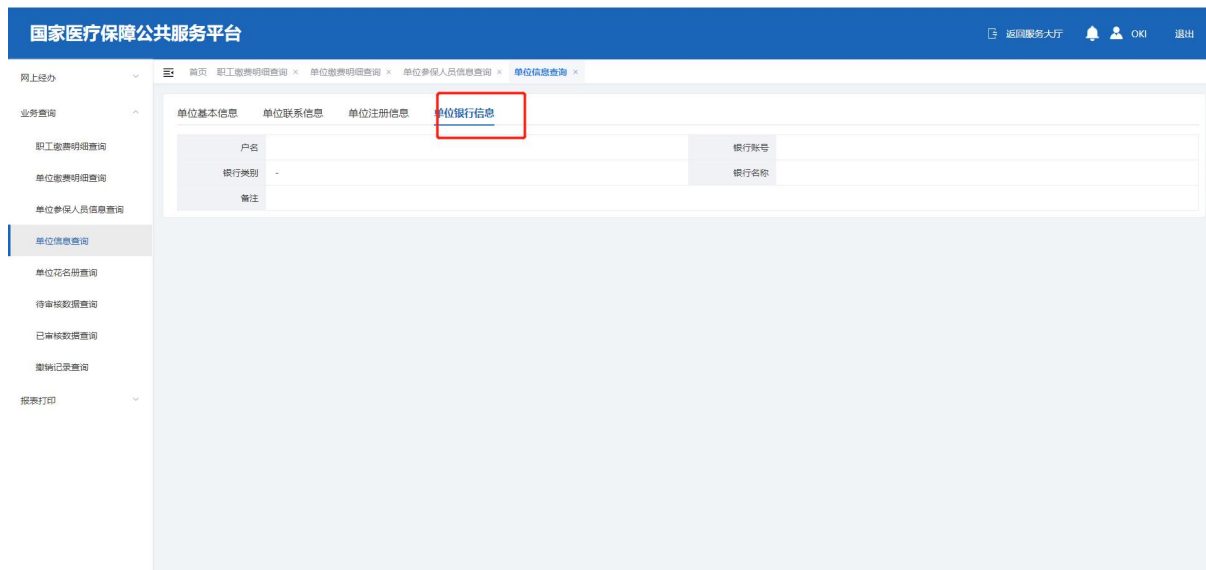 国家医疗保障公共服务平台
返回服务大厅 OKI 退出
网上经办
首页 职工缴费明细查询 × 单位缴费明细查询 × 单位参保人员信息查询 × 单位信息查询 ×
业务查询
单位基本信息 单位联系信息 单位注册信息 单位银行信息
职工缴费明细查询
户名 银行账号
单位缴费明细查询
银行类别 - 银行名称
单位参保人员信息查询
备注
单位信息查询
单位花名册查询
待审核数据查询
已审核数据查询
撤销记录查询
报表打印